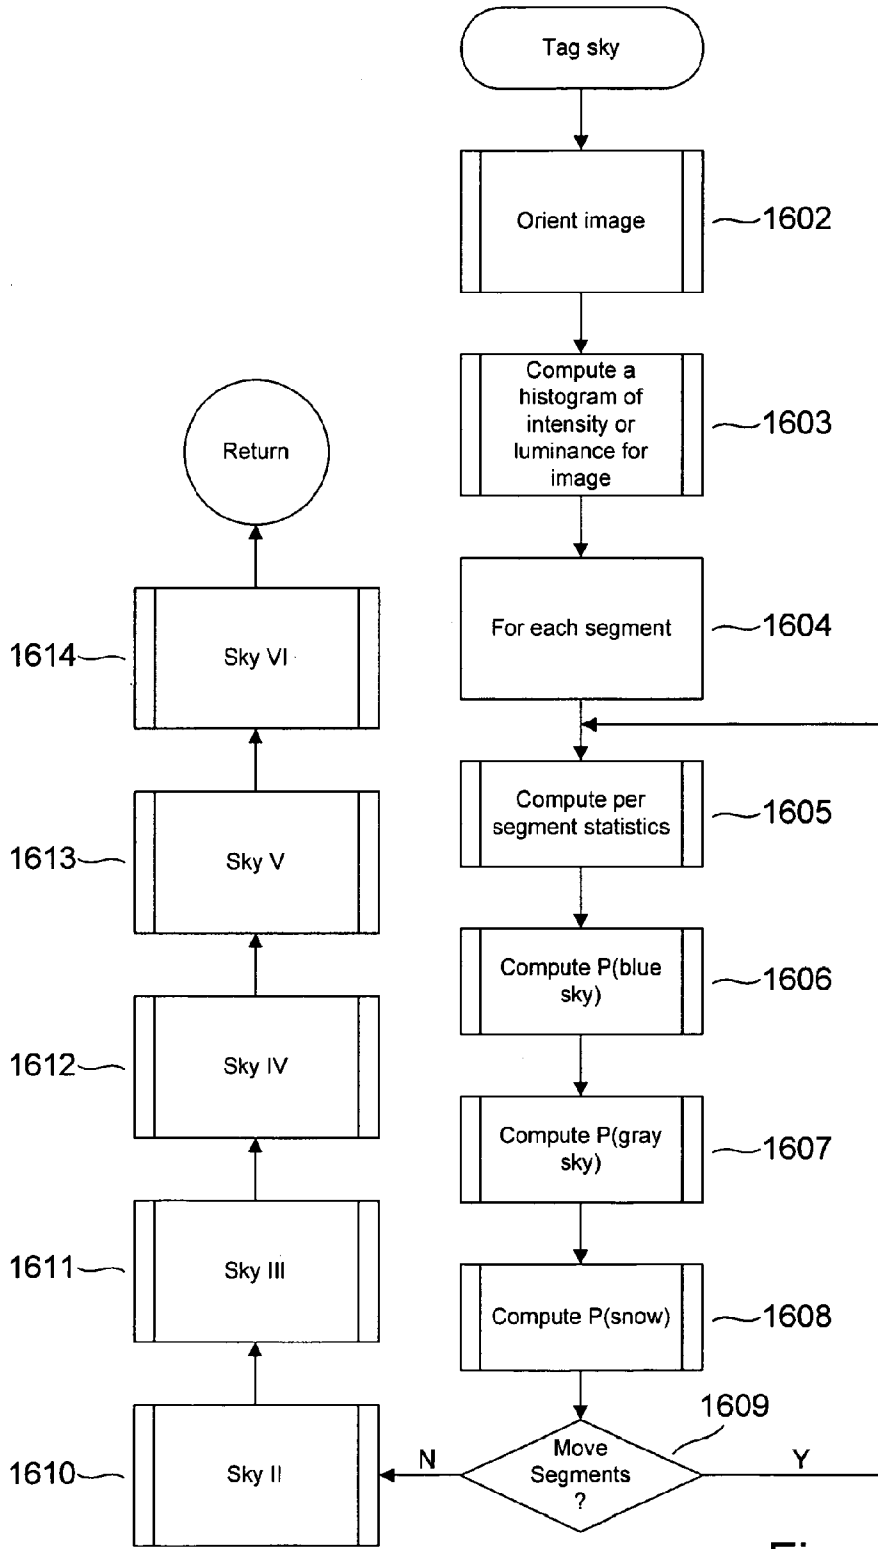 Tag sky
Orient image
1602
Compute a
histogram of
intensity or
luminance for
image
1603
For each segment
1604
Compute per
segment statistics
1605
Compute P(blue
sky)
1606
Compute P(gray
sky)
1607
Compute P(snow)
1608
1609
Move
Segments
?
N
Y
Sky II
1610
Sky III
1611
Sky IV
1612
Sky V
1613
Sky VI
1614
Return